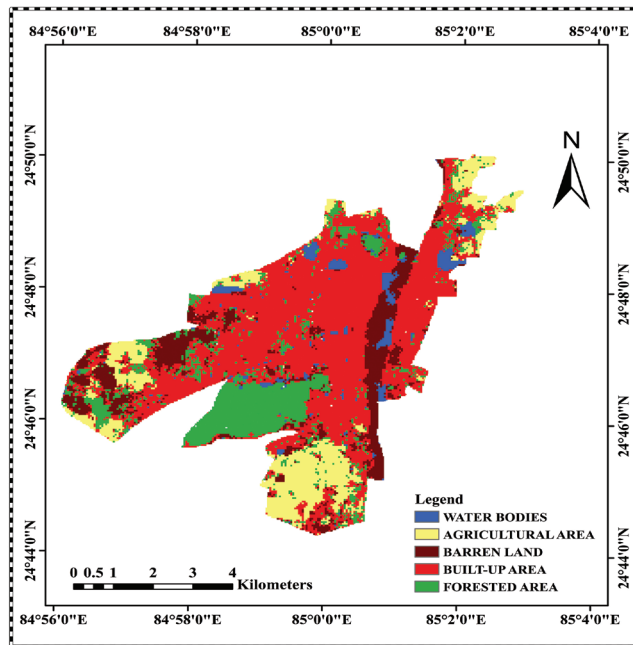 84°56'0"E 84°58'0"E 85°0'0"E 85°2'0"E 85°4'0"E
24°50'0"N 24°50'0"N
N
24°48'0"N 24°48'0"N
24°46'0"N 24°46'0"N
24°44'0"N 24°44'0"N
Legend
WATER BODIES
AGRICULTURAL AREA
BARREN LAND
BUILT-UP AREA
FORESTED AREA
0 0.5 1 2 3 4
Kilometers
84°56'0"E 84°58'0"E 85°0'0"E 85°2'0"E 85°4'0"E